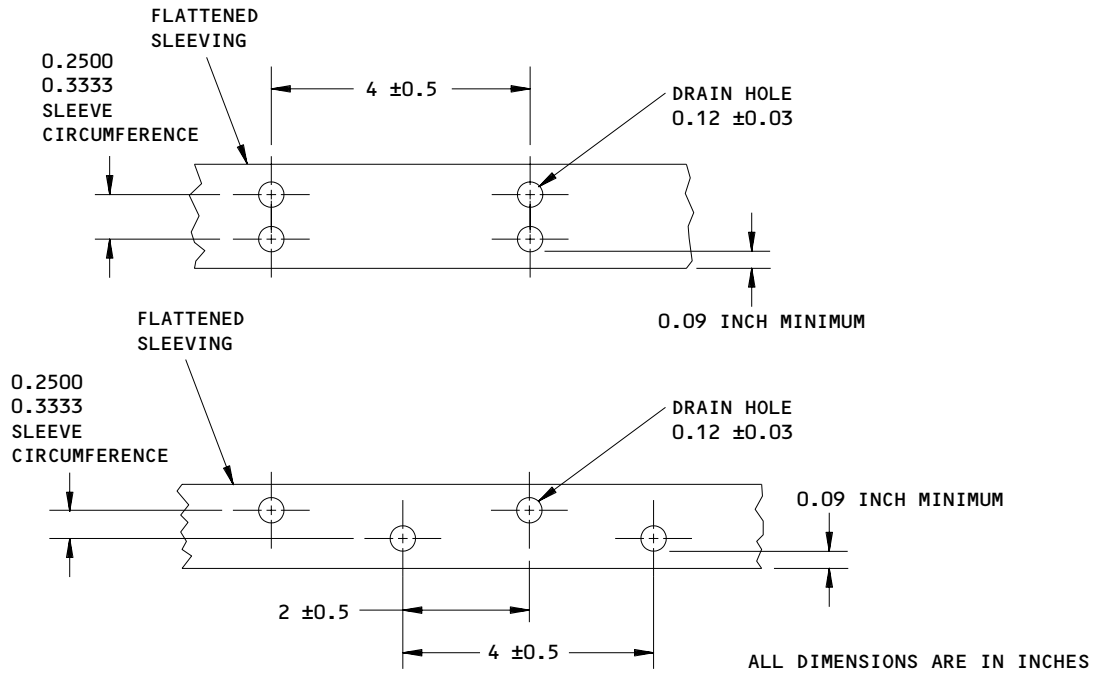 FLATTENED
SLEEVING
0.2500
0.3333
SLEEVE
CIRCUMFERENCE
4 ±0.5
DRAIN HOLE
0.12 ±0.03
0.09 INCH MINIMUM
FLATTENED
SLEEVING
0.2500
0.3333
SLEEVE
CIRCUMFERENCE
DRAIN HOLE
0.12 ±0.03
0.09 INCH MINIMUM
2 ±0.5
4 ±0.5
ALL DIMENSIONS ARE IN INCHES